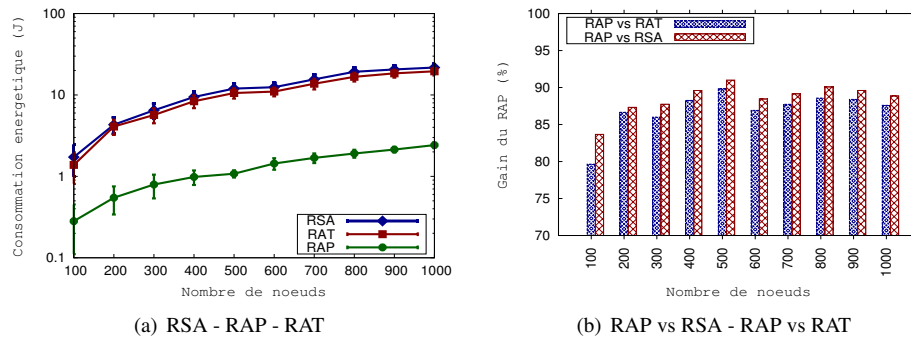 Consommation energetique (J)
100
10
1
0.1
RSA
RAT
RAP
100 200 300 400 500 600 700 800 900 1000
Nombre de noeuds
(a) RSA - RAP - RAT
Gain du RAP (%)
100
95
90
85
80
75
70
RAP vs RAT
RAP vs RSA
100 200 300 400 500 600 700 800 900 1000
Nombre de noeuds
(b) RAP vs RSA - RAP vs RAT